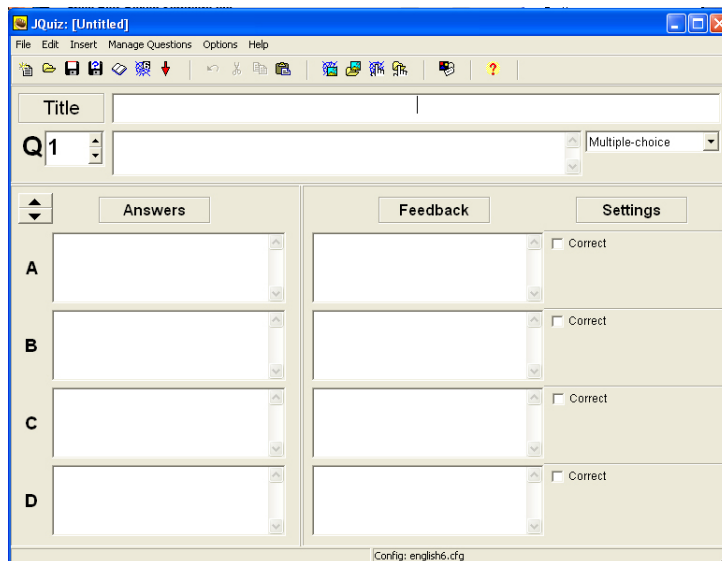 JQuiz: [Untitled]
File Edit Insert Manage Questions Options Help
?
Title
Q 1 Multiple-choice
Answers Feedback Settings
A Correct
B Correct
C Correct
D Correct
Config: english6.cfg